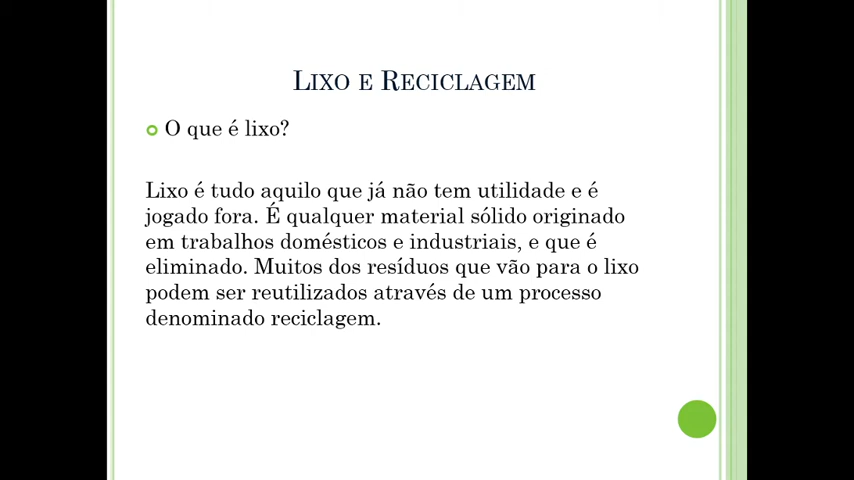 Lixo e Reciclagem
O que é lixo?
Lixo é tudo aquilo que já não tem utilidade e é
jogado fora. É qualquer material sólido originado
em trabalhos domésticos e industriais, e que é
eliminado. Muitos dos resíduos que vão para o lixo
podem ser reutilizados através de um processo
denominado reciclagem.